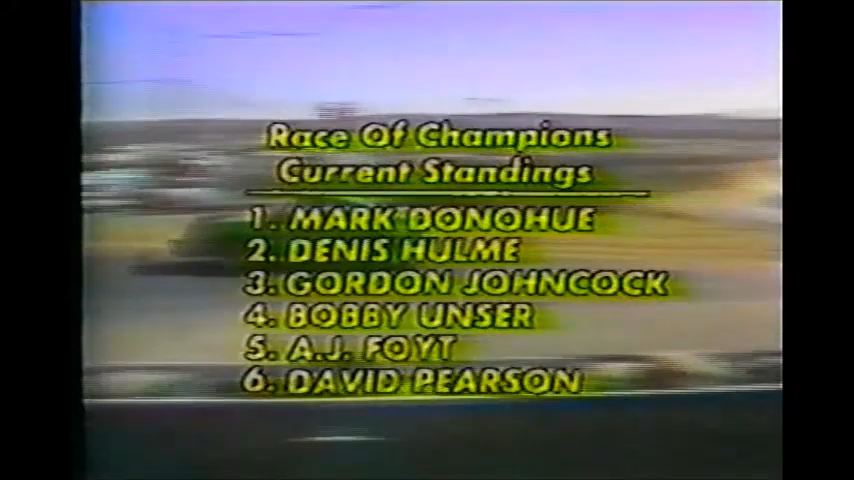 Race Of Champions
Current Standings
1. MARK DONOHUE
2. DENIS HULME
3. GORDON JOHNCOCK
4. BOBBY UNSER
5. A.J. FOYT
6. DAVID PEARSON